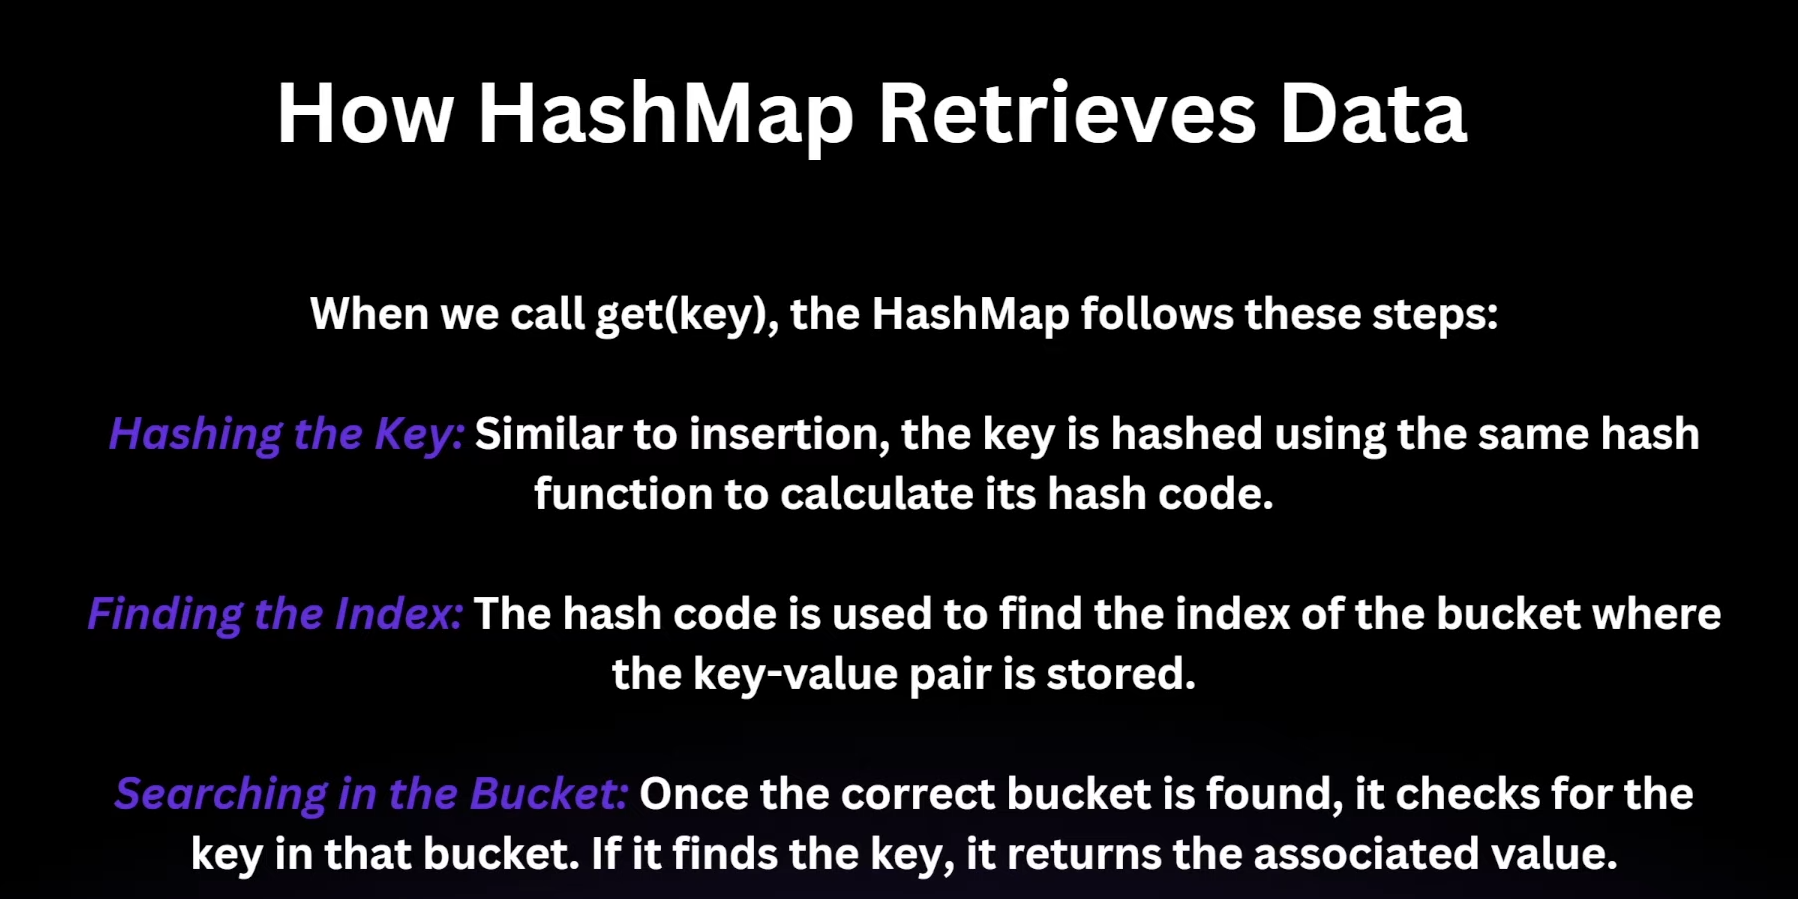 How HashMap Retrieves Data
When we call get(key), the HashMap follows these steps:
Hashing the Key: Similar to insertion, the key is hashed using the same hash
function to calculate its hash code.
Finding the Index: The hash code is used to find the index of the bucket where
the key-value pair is stored.
Searching in the Bucket: Once the correct bucket is found, it checks for the
key in that bucket. If it finds the key, it returns the associated value.